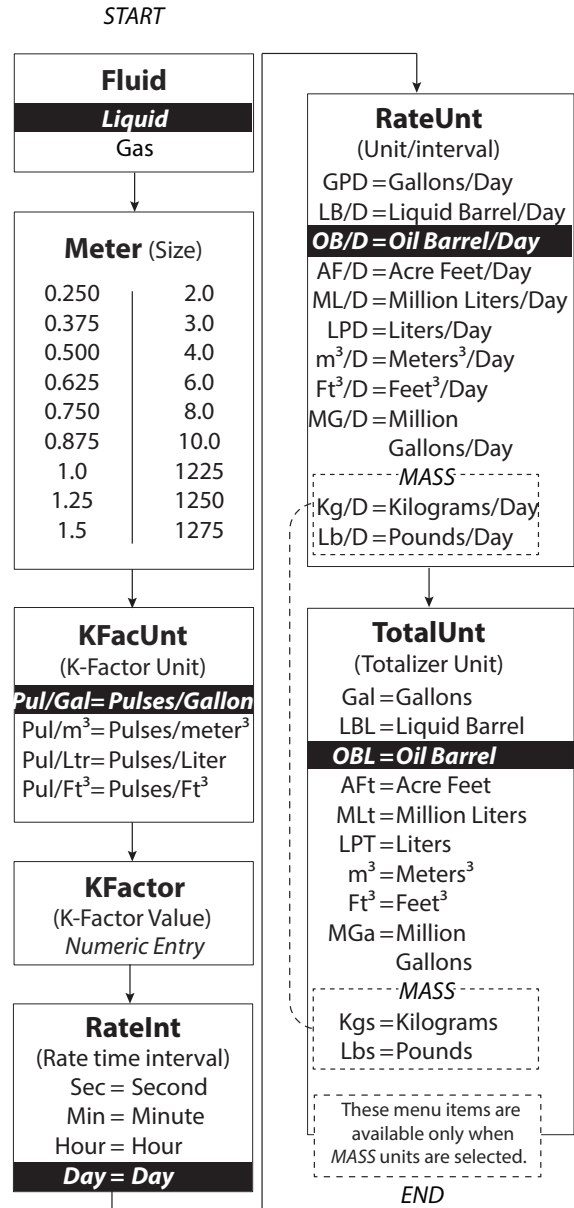 START
Fluid
Liquid
Gas
Meter (Size)
0.250 2.0
0.375 3.0
0.500 4.0
0.625 6.0
0.750 8.0
0.875 10.0
1.0 1225
1.25 1250
1.5 1275
KFacUnt
(K-Factor Unit)
Pul/Gal= Pulses/Gallon
Pul/m³= Pulses/meter³
Pul/Ltr= Pulses/Liter
Pul/Ft³= Pulses/Ft³
KFactor
(K-Factor Value)
Numeric Entry
RateInt
(Rate time interval)
Sec = Second
Min = Minute
Hour = Hour
Day = Day
RateUnt
(Unit/interval)
GPD =Gallons/Day
LB/D =Liquid Barrel/Day
OB/D =Oil Barrel/Day
AF/D =Acre Feet/Day
ML/D =Million Liters/Day
LPD =Liters/Day
m³/D =Meters³/Day
Ft³/D =Feet³/Day
MG/D =Million
Gallons/Day
MASS
Kg/D =Kilograms/Day
Lb/D =Pounds/Day
TotalUnt
(Totalizer Unit)
Gal =Gallons
LBL =Liquid Barrel
OBL =Oil Barrel
AFt =Acre Feet
MLt =Million Liters
LPT =Liters
m³ =Meters³
Ft³ =Feet³
MGa =Million
Gallons
MASS
Kgs =Kilograms
Lbs =Pounds
These menu items are
available only when
MASS units are selected.
END